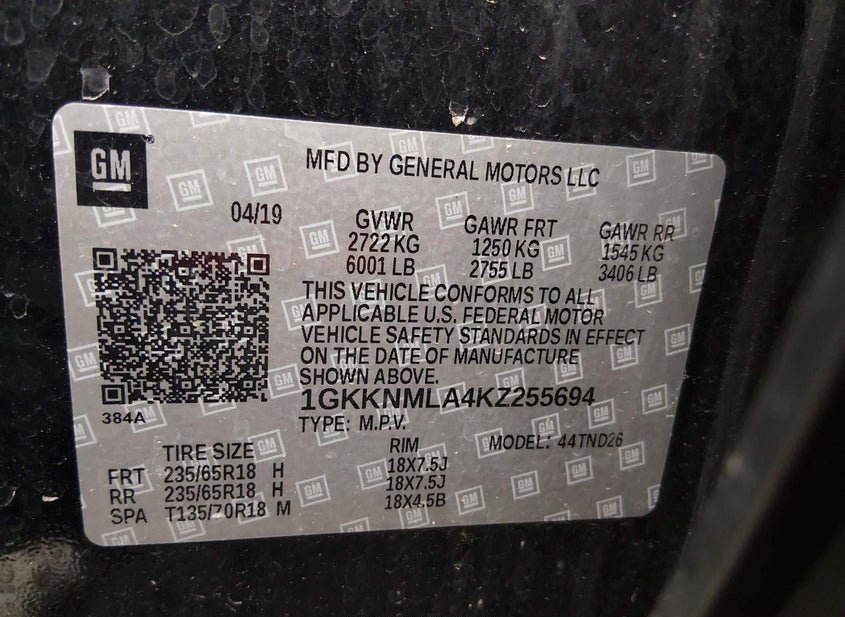 GM
MFD BY GENERAL MOTORS LLC
04/19
GVWR GAWR FRT GAWR RR
2722 KG 1250 KG 1545 KG
6001 LB 2755 LB 3406 LB
THIS VEHICLE CONFORMS TO ALL
APPLICABLE U.S. FEDERAL MOTOR
VEHICLE SAFETY STANDARDS IN EFFECT
ON THE DATE OF MANUFACTURE
SHOWN ABOVE.
1GKKNMLA4KZ255694
384A
TYPE: M.P.V. MODEL: 44TND26
TIRE SIZE RIM
FRT 235/65R18 H 18X7.5J
RR 235/65R18 H 18X7.5J
SPA T135/70R18 M 18X4.5B